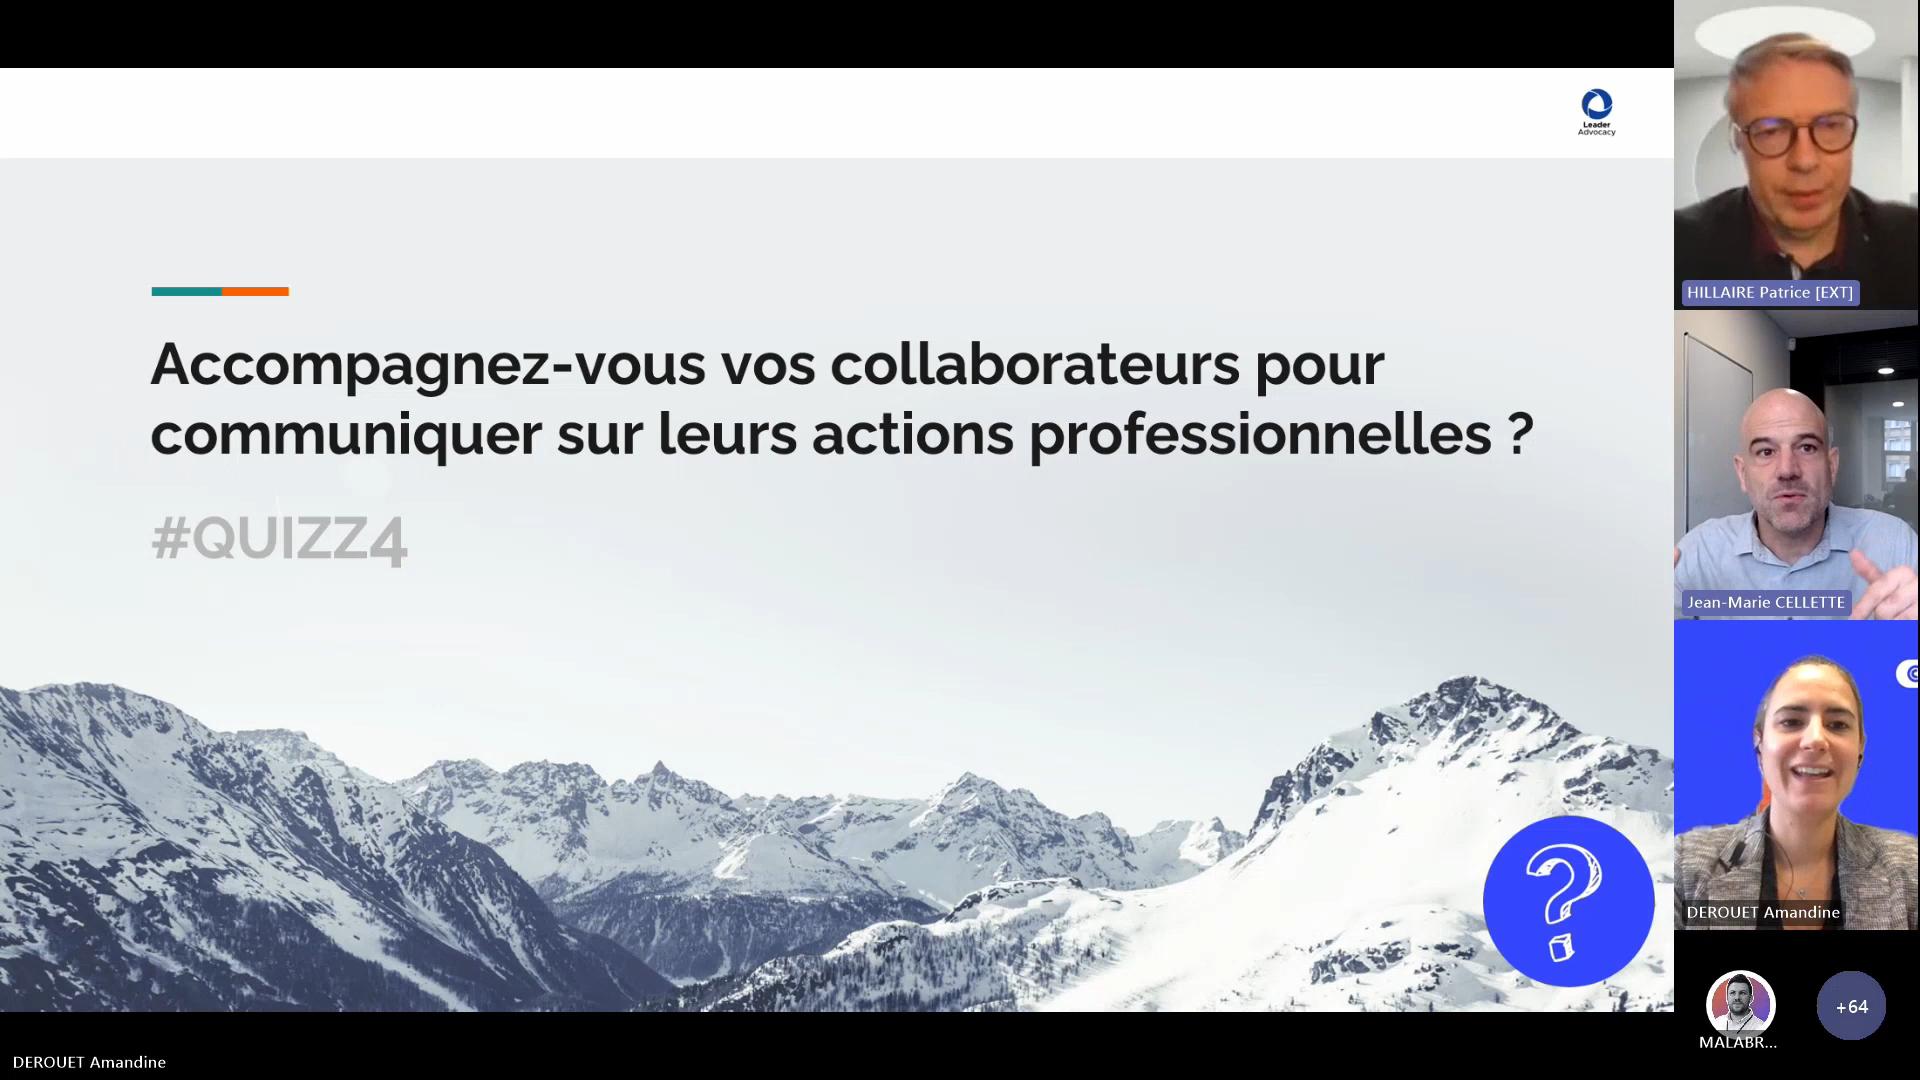 Leader
Advocacy
Accompagnez-vous vos collaborateurs pour
communiquer sur leurs actions professionnelles ?
#QUIZZ4
HILLAIRE Patrice [EXT]
Jean-Marie CELLETTE
DEROUET Amandine
MALABR...
+64
DEROUET Amandine